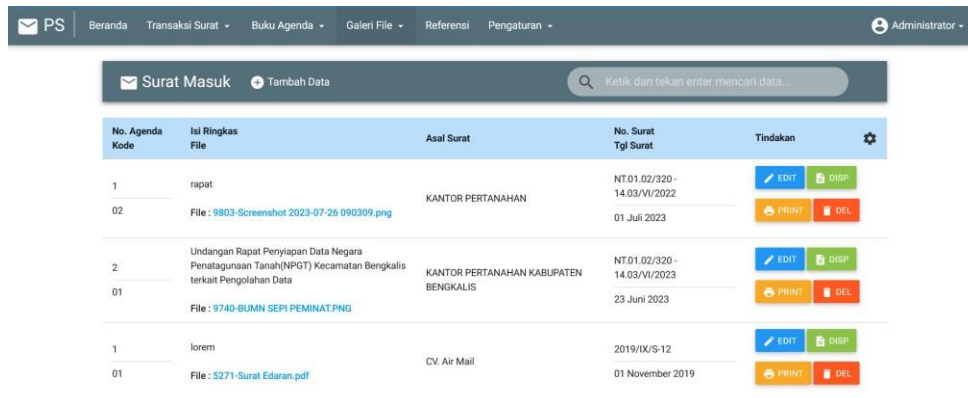 PS Beranda Transaksi Surat Buku Agenda Galeri File Referensi Pengaturan Administrator
Surat Masuk Tambah Data Ketik dan tekan enter mencari data...
No. Agenda
Kode
Isi Ringkas
File
Asal Surat
No. Surat
Tgl Surat
Tindakan
1
02
rapat
File : 9803-Screenshot 2023-07-26 090309.png
KANTOR PERTANAHAN
NT.01.02/320 -
14.03/VI/2022
01 Juli 2023
EDIT DISP
PRINT DEL
2
01
Undangan Rapat Penyiapan Data Negara
Penatagunaan Tanah(NPGT) Kecamatan Bengkalis
terkait Pengolahan Data
File : 9740-BUMN SEPI PEMINAT.PNG
KANTOR PERTANAHAN KABUPATEN
BENGKALIS
NT.01.02/320 -
14.03/VI/2023
23 Juni 2023
EDIT DISP
PRINT DEL
1
01
lorem
File : 5271-Surat Edaran.pdf
CV. Air Mail
2019/IX/S-12
01 November 2019
EDIT DISP
PRINT DEL